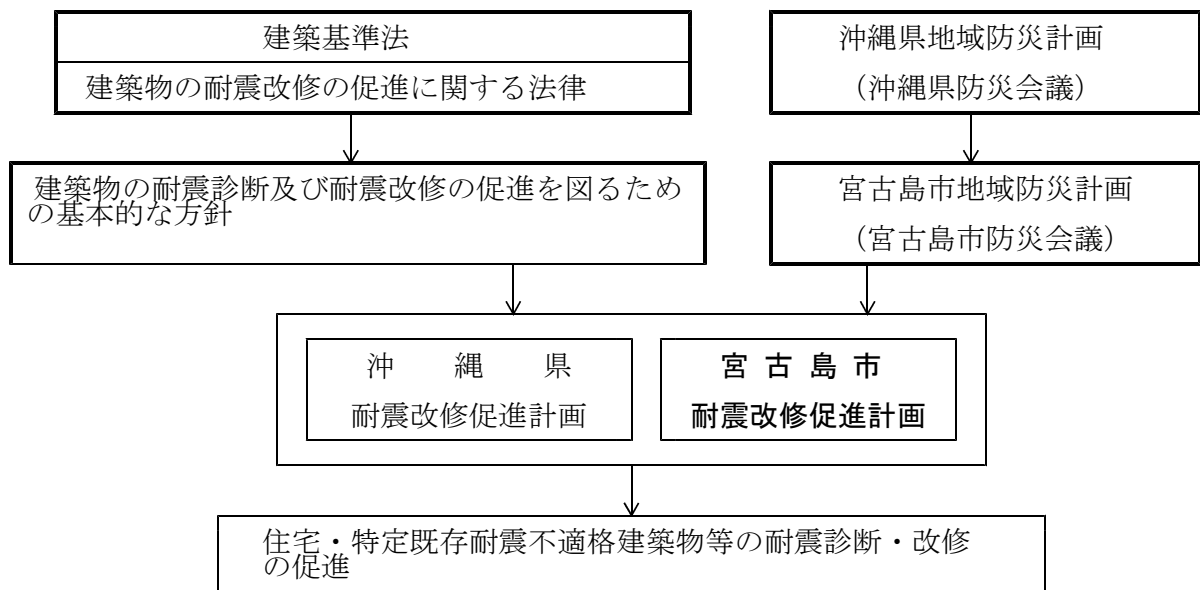 建築基準法
建築物の耐震改修の促進に関する法律
沖縄県地域防災計画
（沖縄県防災会議）
建築物の耐震診断及び耐震改修の促進を図るため
の基本的な方針
宮古島市地域防災計画
（宮古島市防災会議）
沖　縄　県
耐震改修促進計画
宮 古 島 市
耐震改修促進計画
住宅・特定既存耐震不適格建築物等の耐震診断・改修
の促進